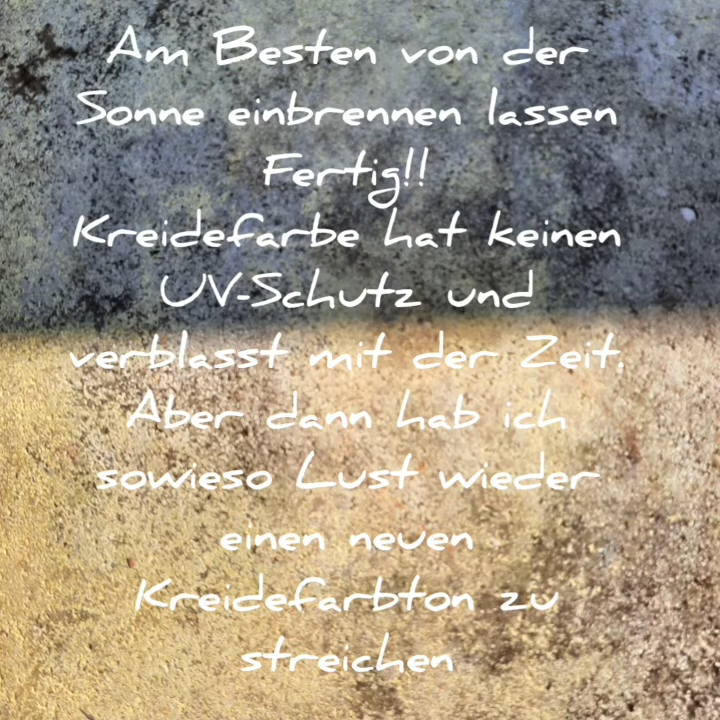 Am Besten von der
Sonne einbrennen lassen
Fertig!!
Kreidefarbe hat keinen
UV-Schutz und
verblasst mit der Zeit.
Aber dann hab ich
sowieso Lust wieder
einen neuen
Kreidefarbton zu
streichen